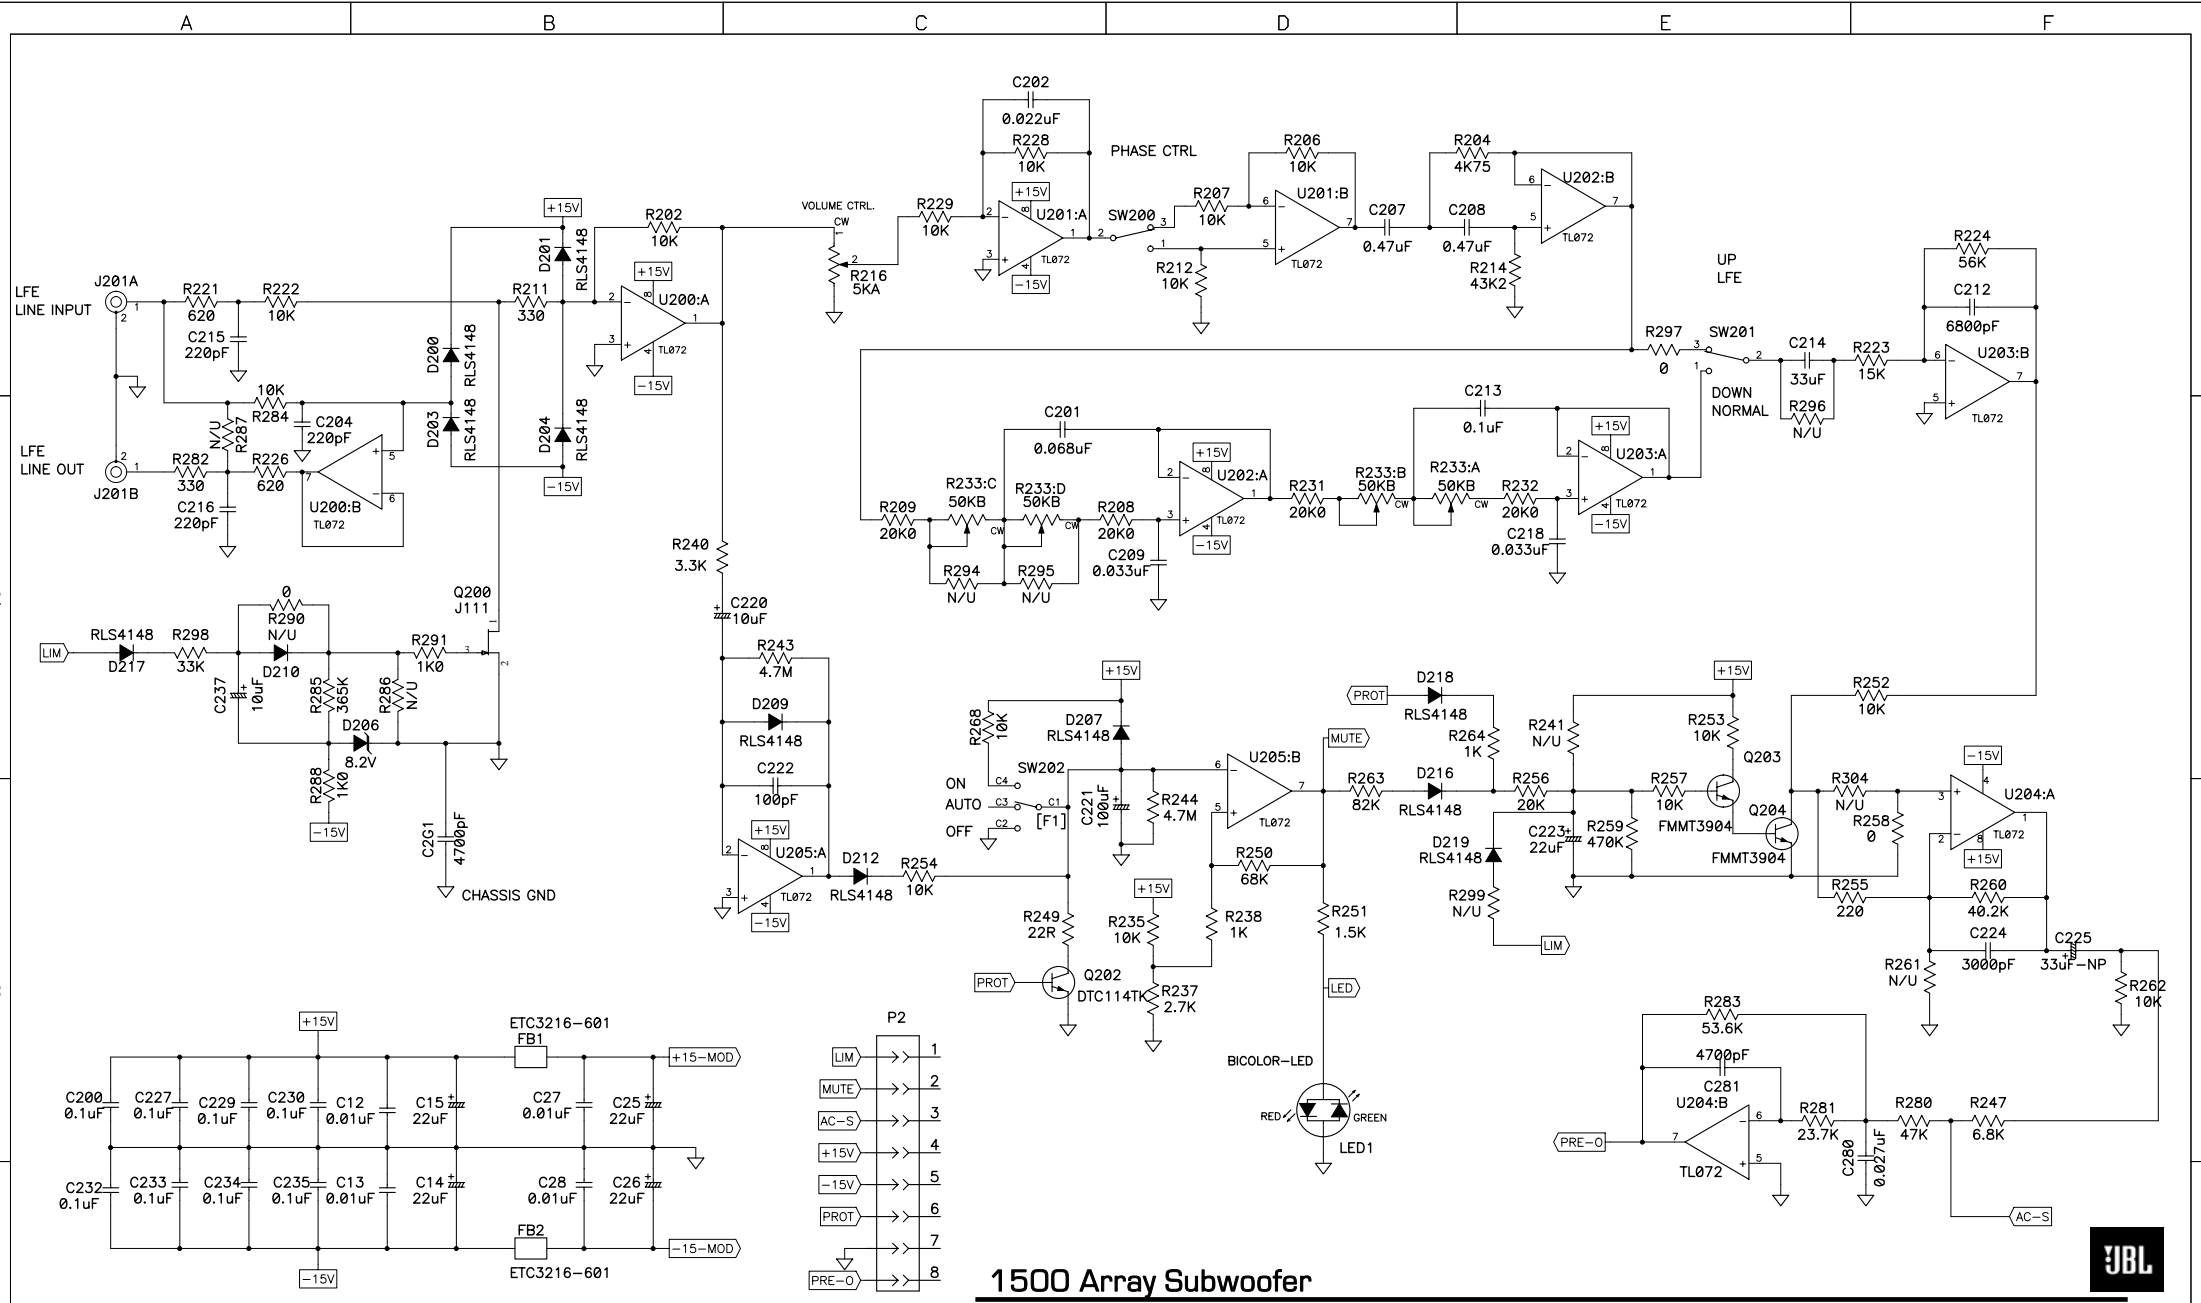 A B C D E F
C202
0.022uF
R228
10K
PHASE CTRL
+15V
U201:A
TL072
-15V
R229
10K
VOLUME CTRL.
CW
R216
5KA
SW200
R207
10K
R206
10K
U201:B
TL072
R212
10K
C207
0.47uF
C208
0.47uF
R204
4K75
U202:B
TL072
R214
43K2
UP
LFE
R297
0
SW201
DOWN
NORMAL
C214
33uF
R296
N/U
R223
15K
R224
56K
C212
6800pF
U203:B
TL072
LFE
LINE INPUT
J201A
R221
620
R222
10K
C215
220pF
10K
R284
N/U
R287
C204
220pF
LFE
LINE OUT
J201B
R282
330
R226
620
C216
220pF
U200:B
TL072
+15V
D201
RLS4148
D200
RLS4148
D203
RLS4148
D204
RLS4148
-15V
R211
330
R202
10K
+15V
U200:A
TL072
-15V
R209
20K0
R233:C
50KB
CW
R233:D
50KB
CW
R294
N/U
R295
N/U
C201
0.068uF
R208
20K0
C209
0.033uF
+15V
U202:A
TL072
-15V
R231
20K0
R233:B
50KB
CW
R233:A
50KB
CW
R232
20K0
C213
0.1uF
C218
0.033uF
+15V
U203:A
TL072
-15V
R240
3.3K
C220
10uF
R243
4.7M
D209
RLS4148
C222
100pF
+15V
U205:A
TL072
-15V
D212
RLS4148
R254
10K
LIM
RLS4148
D217
R298
33K
0
R290
N/U
D210
C237
10uF
R285
365K
R286
N/U
R291
1K0
Q200
J111
D206
8.2V
R288
1K0
-15V
C2G1
4700pF
CHASSIS GND
R268
10K
SW202
ON
AUTO
OFF
C4
C3
C2
C1
[F1]
+15V
D207
RLS4148
C221
100uF
R244
4.7M
U205:B
TL072
MUTE
R263
82K
D216
RLS4148
PROT
D218
RLS4148
R264
1K
R256
20K
R241
N/U
D219
RLS4148
R299
N/U
LIM
C223
22uF
R259
470K
R257
10K
+15V
R253
10K
Q203
Q204
FMMT3904
FMMT3904
R252
10K
R304
N/U
R258
0
-15V
U204:A
TL072
+15V
R255
220
R260
40.2K
C224
3000pF
C225
33uF-NP
R261
N/U
R262
10K
R249
22R
PROT
Q202
DTC114TK
+15V
R235
10K
R237
2.7K
R238
1K
R250
68K
R251
1.5K
LED
BICOLOR-LED
RED
GREEN
LED1
R283
53.6K
4700pF
C281
U204:B
TL072
PRE-O
R281
23.7K
C280
0.027uF
R280
47K
R247
6.8K
AC-S
+15V
ETC3216-601
FB1
+15-MOD
C200
0.1uF
C227
0.1uF
C229
0.1uF
C230
0.1uF
C12
0.01uF
C15
22uF
C27
0.01uF
C25
22uF
C232
0.1uF
C233
0.1uF
C234
0.1uF
C235
0.1uF
C13
0.01uF
C14
22uF
C28
0.01uF
C26
22uF
FB2
-15-MOD
ETC3216-601
-15V
P2
LIM 1
MUTE 2
AC-S 3
+15V 4
-15V 5
PROT 6
7
PRE-O 8
1500 Array Subwoofer
JBL